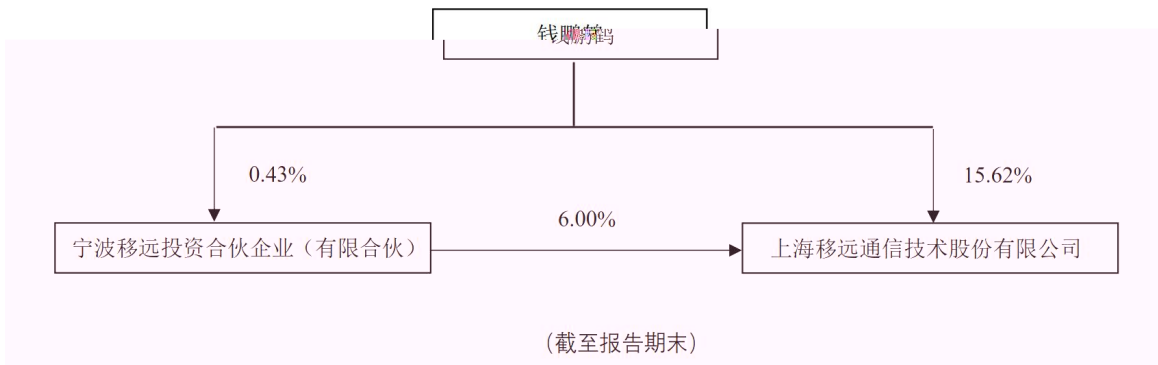 钱鹏鹤
0.43%
15.62%
6.00%
宁波移远投资合伙企业（有限合伙）
上海移远通信技术股份有限公司
（截至报告期末）